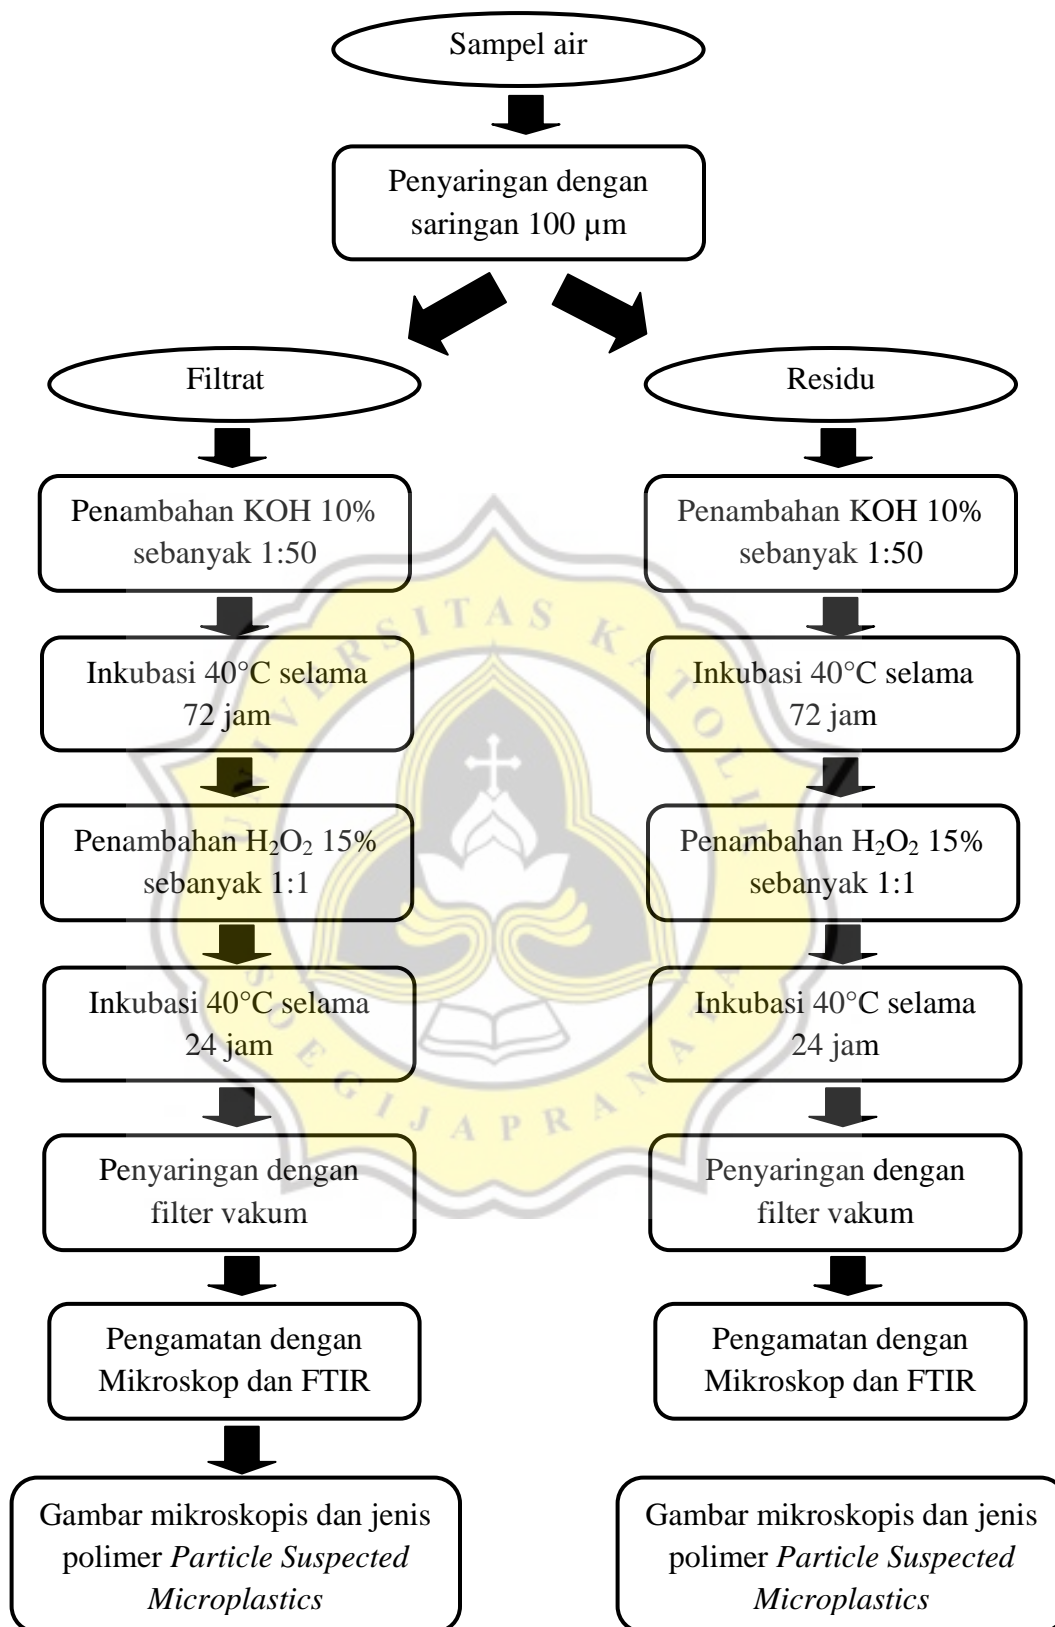 Sampel air
Penyaringan dengan
saringan 100 µm
Filtrat
Penambahan KOH 10%
sebanyak 1:50
Inkubasi 40°C selama
72 jam
Penambahan H₂O₂ 15%
sebanyak 1:1
Inkubasi 40°C selama
24 jam
Penyaringan dengan
filter vakum
Pengamatan dengan
Mikroskop dan FTIR
Gambar mikroskopis dan jenis
polimer Particle Suspected
Microplastics
Residu
Penambahan KOH 10%
sebanyak 1:50
Inkubasi 40°C selama
72 jam
Penambahan H₂O₂ 15%
sebanyak 1:1
Inkubasi 40°C selama
24 jam
Penyaringan dengan
filter vakum
Pengamatan dengan
Mikroskop dan FTIR
Gambar mikroskopis dan jenis
polimer Particle Suspected
Microplastics
UNIVERSITAS KATOLIK
SOEGIJAPRANATA